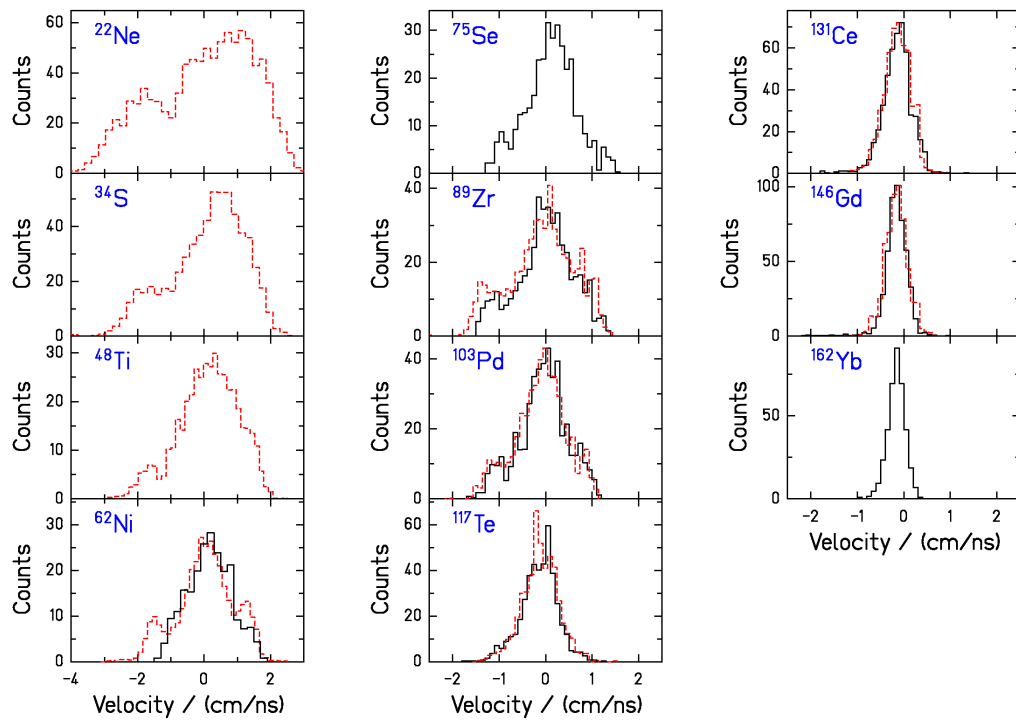 ²²Ne
Counts
0
20
40
60
³⁴S
Counts
0
20
40
⁴⁸Ti
Counts
0
10
20
30
⁶²Ni
Counts
0
10
20
30
−4 −2 0 2
Velocity / (cm/ns)
⁷⁵Se
Counts
0
10
20
30
⁸⁹Zr
Counts
0
20
40
¹⁰³Pd
Counts
0
20
40
¹¹⁷Te
Counts
0
20
40
60
−2 −1 0 1 2
Velocity / (cm/ns)
¹³¹Ce
Counts
0
20
40
60
¹⁴⁶Gd
Counts
0
50
100
¹⁶²Yb
Counts
0
50
−2 −1 0 1 2
Velocity / (cm/ns)